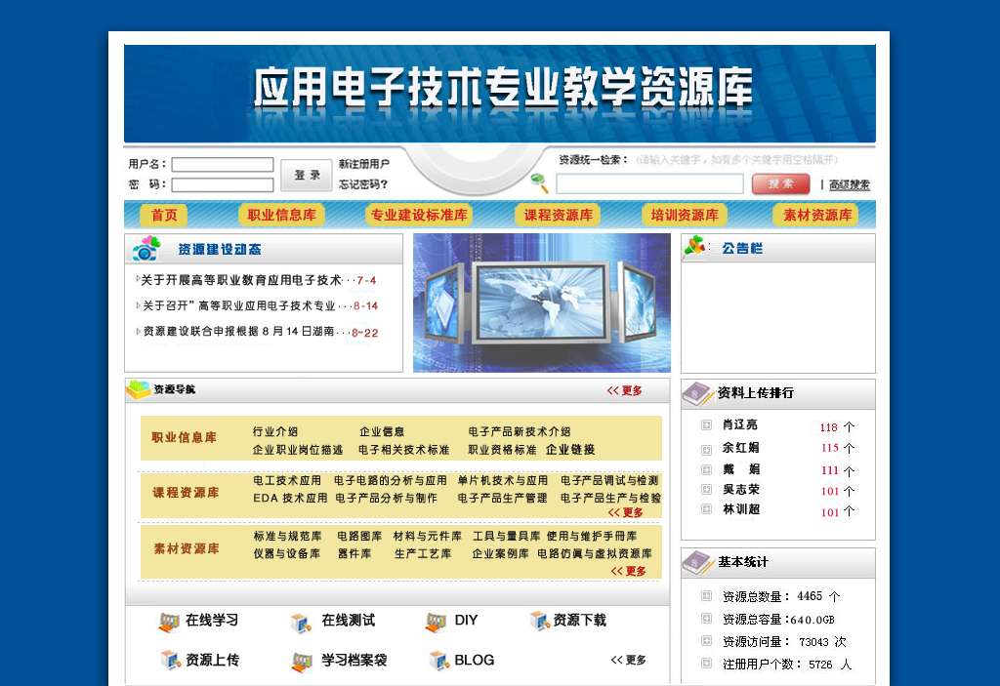 应用电子技术专业教学资源库
用户名：
密 码：
登 录
新注册用户
忘记密码?
资源统一检索：（请输入关键字，如有多个关键字用空格隔开）
搜 索
| 高级搜索
首页 职业信息库 专业建设标准库 课程资源库 培训资源库 素材资源库
资源建设动态
关于开展高等职业教育应用电子技术···7-4
关于召开”高等职业应用电子技术专业···8-14
资源建设联合申报根据 8 月 14 日湖南···8-22
公告栏
资源导航
<< 更多
职业信息库
行业介绍 企业信息 电子产品新技术介绍
企业职业岗位描述 电子相关技术标准 职业资格标准 企业链接
课程资源库
电工技术应用 电子电路的分析与应用 单片机技术与应用 电子产品调试与检测
EDA 技术应用 电子产品分析与制作 电子产品生产管理 电子产品生产与检验
<< 更多
素材资源库
标准与规范库 电路图库 材料与元件库 工具与量具库 使用与维护手册库
仪器与设备库 器件库 生产工艺库 企业案例库 电路仿真与虚拟资源库
<< 更多
在线学习 在线测试 DIY 资源下载
资源上传 学习档案袋 BLOG << 更多
资料上传排行
肖辽亮 118 个
余红娟 115 个
戴 娟 111 个
吴志荣 101 个
林训超 101 个
基本统计
资源总数量： 4465 个
资源总容量:640.0GB
资源访问量： 73043 次
注册用户个数： 5726 人